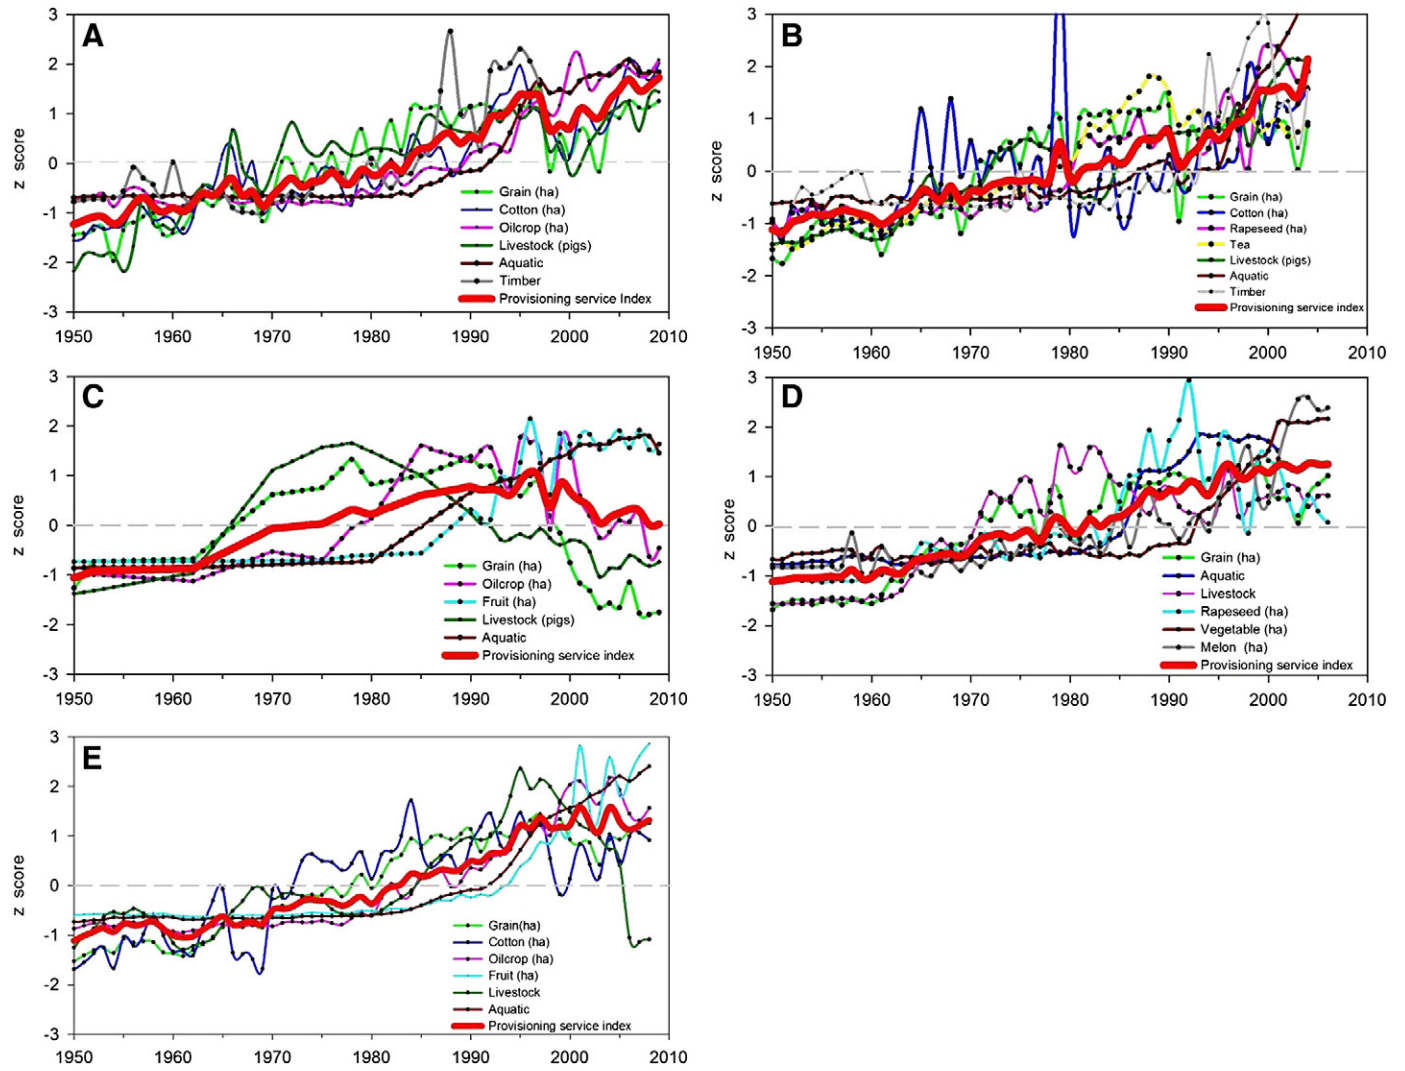 A
z score
3
2
1
0
-1
-2
-3
Grain (ha)
Cotton (ha)
Oilcrop (ha)
Livestock (pigs)
Aquatic
Timber
Provisioning service Index
1950 1960 1970 1980 1990 2000 2010
B
z score
3
2
1
0
-1
-2
-3
Grain (ha)
Cotton (ha)
Rapeseed (ha)
Tea
Livestock (pigs)
Aquatic
Timber
Provisioning service index
1950 1960 1970 1980 1990 2000 2010
C
z score
3
2
1
0
-1
-2
-3
Grain (ha)
Oilcrop (ha)
Fruit (ha)
Livestock (pigs)
Aquatic
Provisioning service index
1950 1960 1970 1980 1990 2000 2010
D
z score
3
2
1
0
-1
-2
-3
Grain (ha)
Aquatic
Livestock
Rapeseed (ha)
Vegetable (ha)
Melon (ha)
Provisioning service index
1950 1960 1970 1980 1990 2000 2010
E
z score
3
2
1
0
-1
-2
-3
Grain(ha)
Cotton (ha)
Oilcrop (ha)
Fruit (ha)
Livestock
Aquatic
Provisioning service index
1950 1960 1970 1980 1990 2000 2010